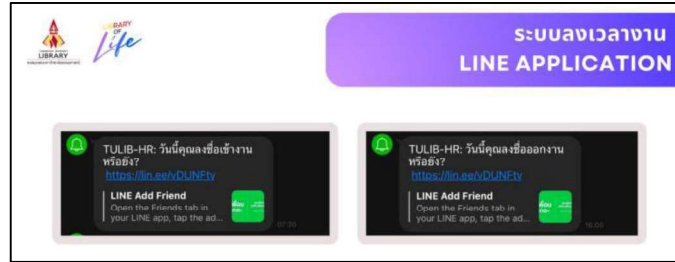 LIBRARY
LIBRARY
OF
Life
ระบบลงเวลางาน
LINE APPLICATION
TULIB-HR: วันนี้คุณลงชื่อเข้างาน
หรือยัง?
https://lin.ee/vDUNFty
LINE Add Friend
Open the Friends tab in
your LINE app, tap the ad...
07:30
TULIB-HR: วันนี้คุณลงชื่อออกงาน
หรือยัง?
https://lin.ee/vDUNFty
LINE Add Friend
Open the Friends tab in
your LINE app, tap the ad...
16:00